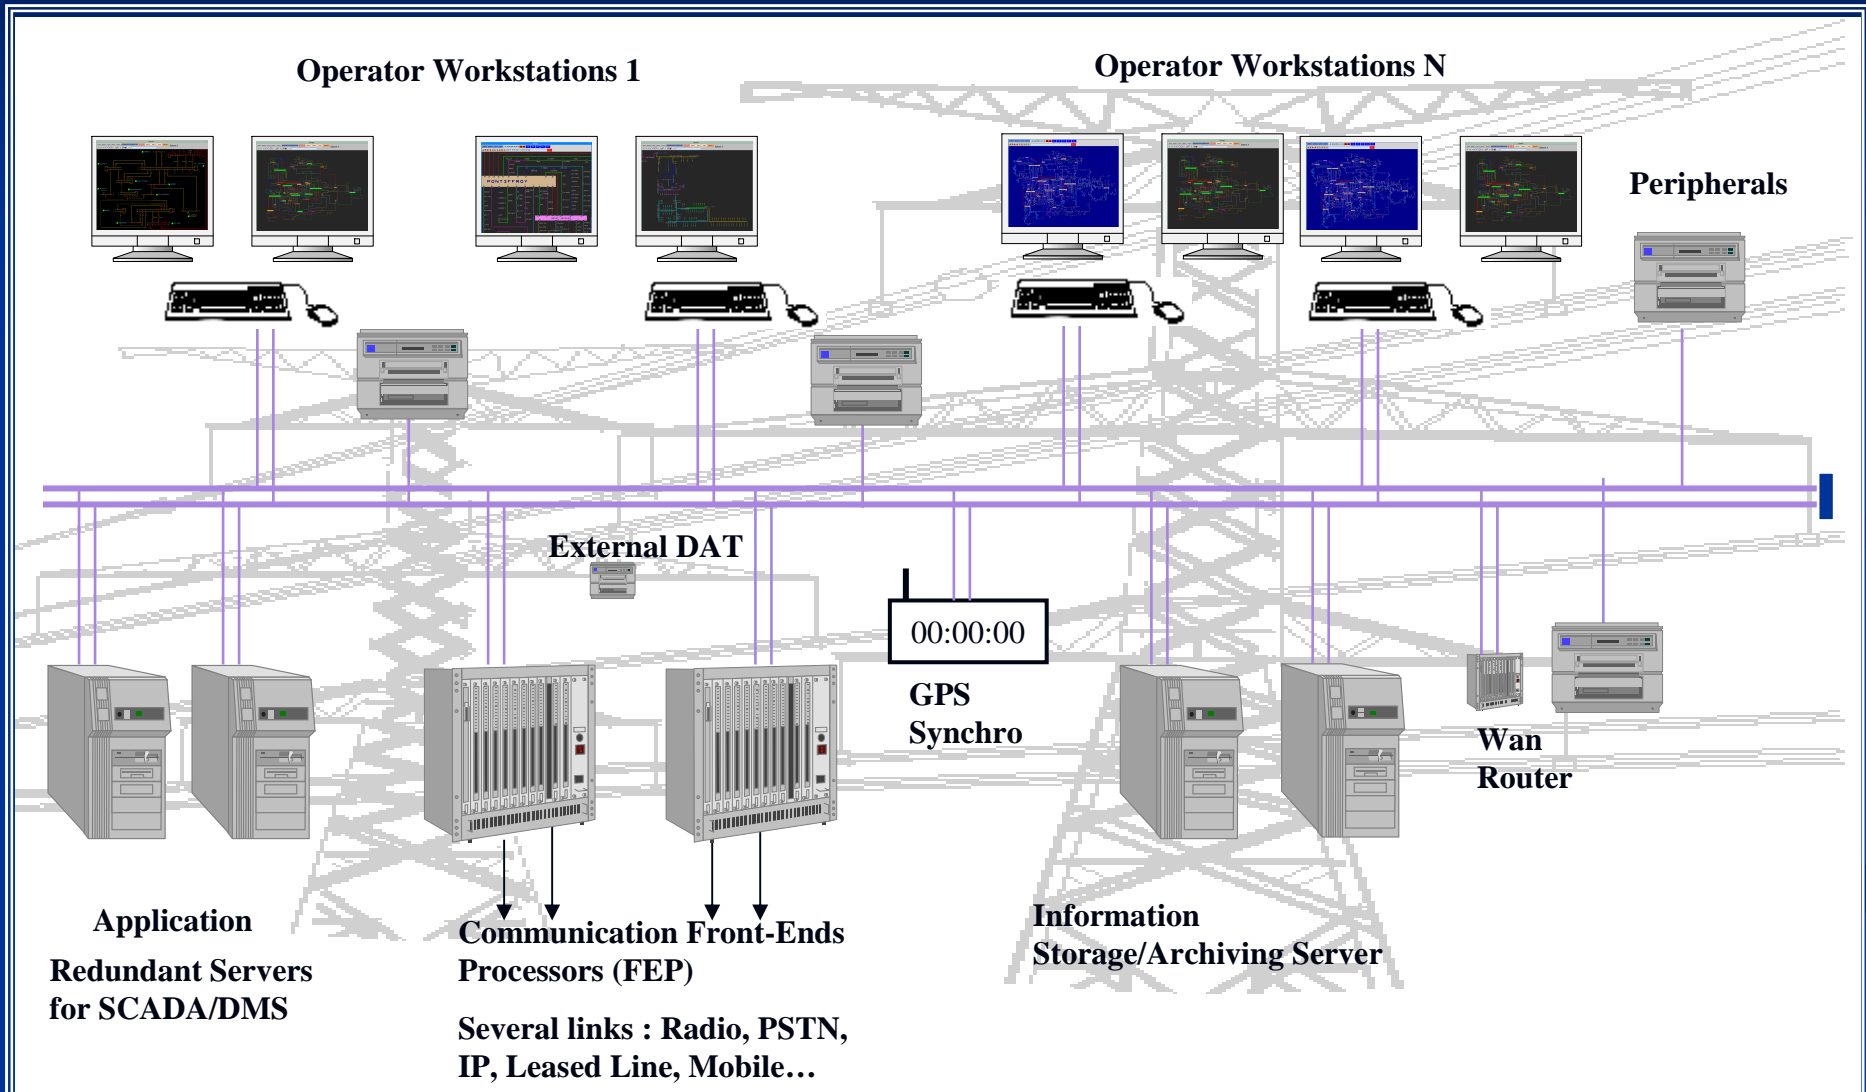 Operator Workstations 1
Operator Workstations N
PONTIFFROY
Peripherals
External DAT
00:00:00
GPS
Synchro
Wan
Router
Application
Redundant Servers
for SCADA/DMS
Communication Front-Ends
Processors (FEP)
Several links : Radio, PSTN,
IP, Leased Line, Mobile…
Information
Storage/Archiving Server